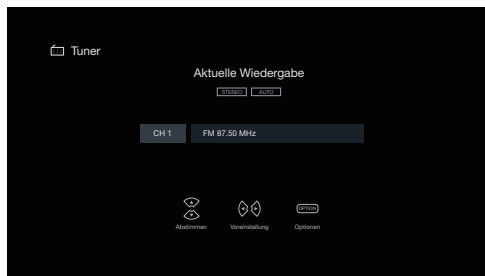 Tuner
Aktuelle Wiedergabe
STEREO AUTO
CH 1 FM 87.50 MHz
OPTION
Abstimmen Voreinstellung Optionen